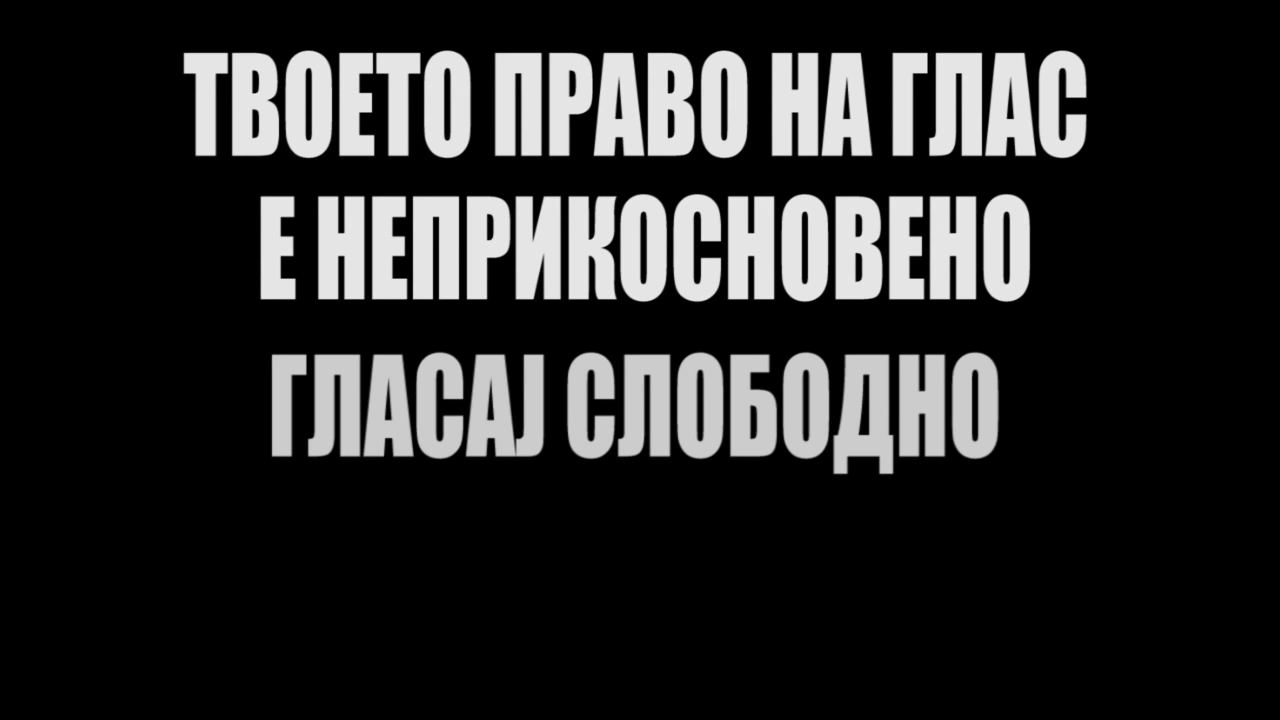 ТВОЕТО ПРАВО НА ГЛАС
Е НЕПРИКОСНОВЕНО
ГЛАСАЈ СЛОБОДНО